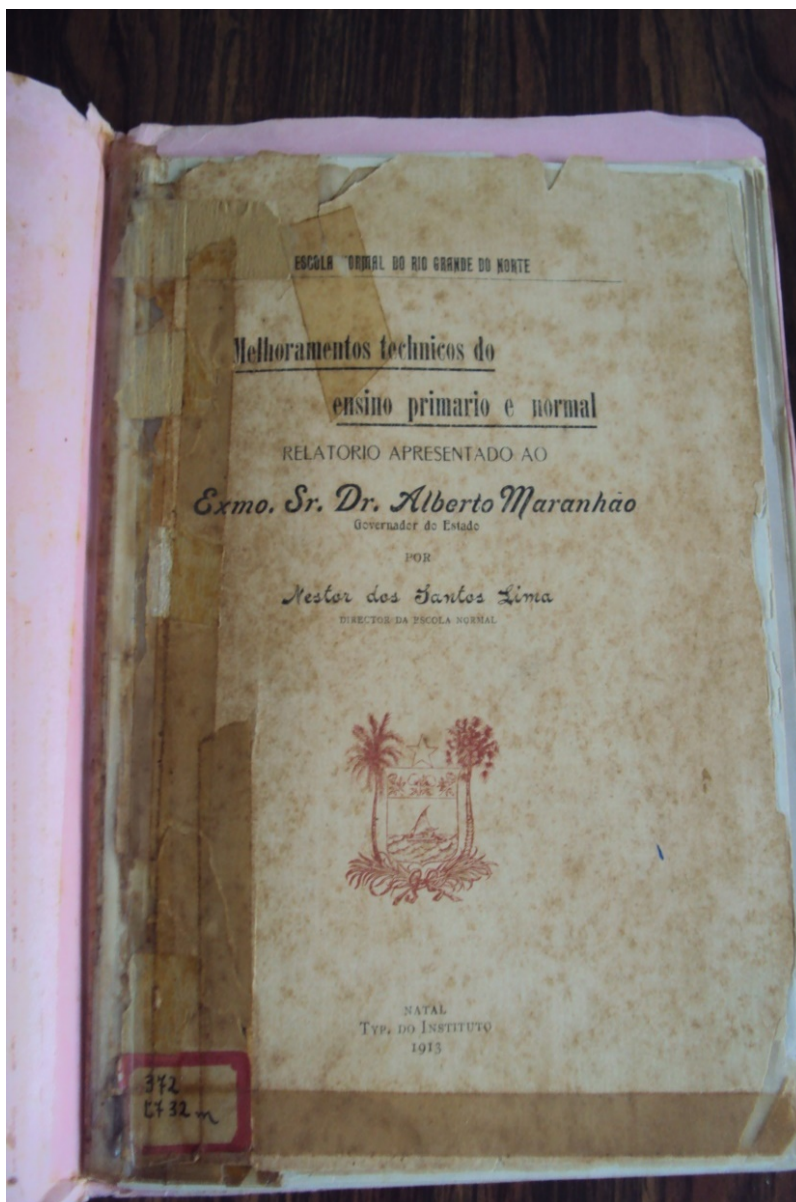 ESCOLA ORMAL DO RIO GRANDE DO NORTE
Melhoramentos technicos do
ensino primario e normal
RELATORIO APRESENTADO AO
Exmo. Sr. Dr. Alberto Maranhão
Governador do Estado
POR
Nestor dos Santos Lima
DIRECTOR DA ESCOLA NORMAL
NATAL
TYP. DO INSTITUTO
1913
372
L732m